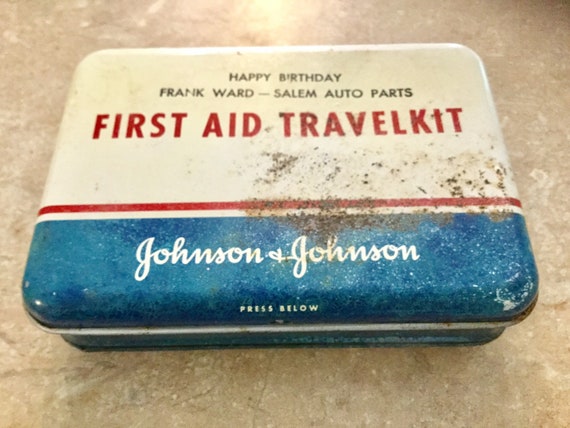 HAPPY BIRTHDAY
FRANK WARD — SALEM AUTO PARTS
FIRST AID TRAVELKIT
Johnson & Johnson
PRESS BELOW